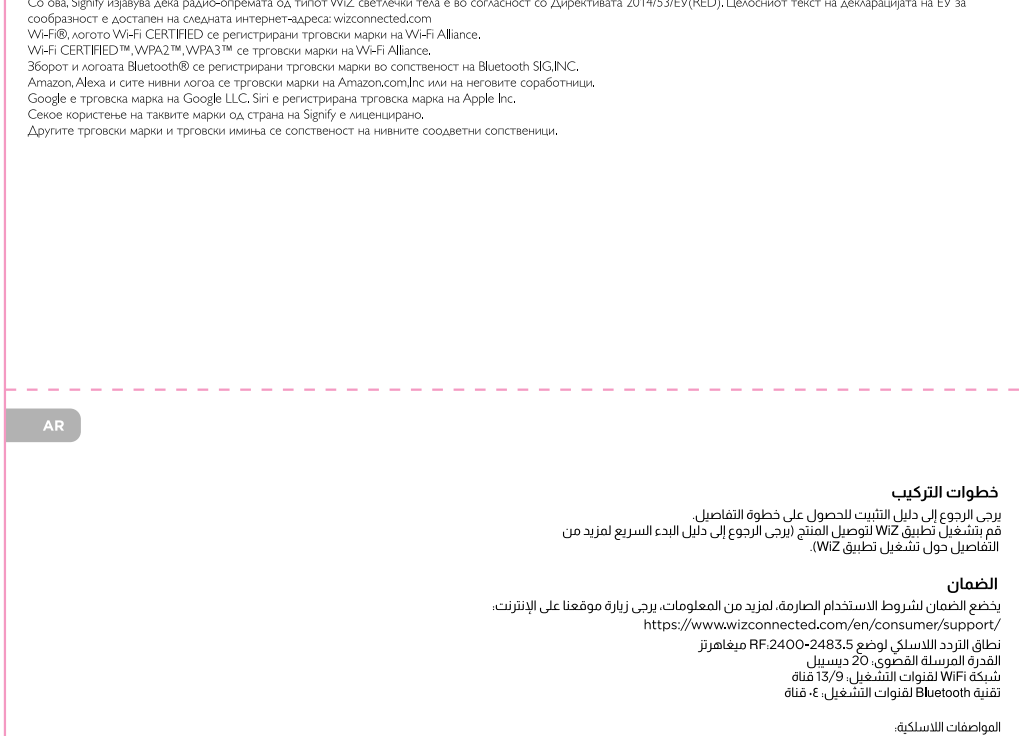 Со ова, Signify изјавува дека радио-опремата од типот WiZ светлечки тела е во согласност со Директивата 2014/53/ЕУ(RED). Целосниот текст на декларацијата на ЕУ за
сообразност е достапен на следната интернет-адреса: wizconnected.com
Wi-Fi®, логото Wi-Fi CERTIFIED се регистрирани трговски марки на Wi-Fi Alliance.
Wi-Fi CERTIFIED™, WPA2™, WPA3™ се трговски марки на Wi-Fi Alliance.
Зборот и логоата Bluetooth® се регистрирани трговски марки во сопственост на Bluetooth SIG,INC.
Amazon, Alexa и сите нивни логоа се трговски марки на Amazon.com,Inc или на неговите соработници.
Google е трговска марка на Google LLC. Siri е регистрирана трговска марка на Apple Inc.
Секое користење на таквите марки од страна на Signify е лиценцирано.
Другите трговски марки и трговски имиња се сопственост на нивните соодветни сопственици.
AR
خطوات التركيب
يرجى الرجوع إلى دليل التثبيت للحصول على خطوة التفاصيل.
قم بتشغيل تطبيق WiZ لتوصيل المنتج (يرجى الرجوع إلى دليل البدء السريع لمزيد من
التفاصيل حول تشغيل تطبيق WiZ).
الضمان
يخضع الضمان لشروط الاستخدام الصارمة، لمزيد من المعلومات، يرجى زيارة موقعنا على الإنترنت:
https://www.wizconnected.com/en/consumer/support/
نطاق التردد اللاسلكي لوضع RF:2400-2483.5 ميغاهرتز
القدرة المرسلة القصوى: 20 ديسيبل
شبكة WiFi لقنوات التشغيل: 13/9 قناة
تقنية Bluetooth لقنوات التشغيل: ٤٠ قناة
المواصفات اللاسلكية: